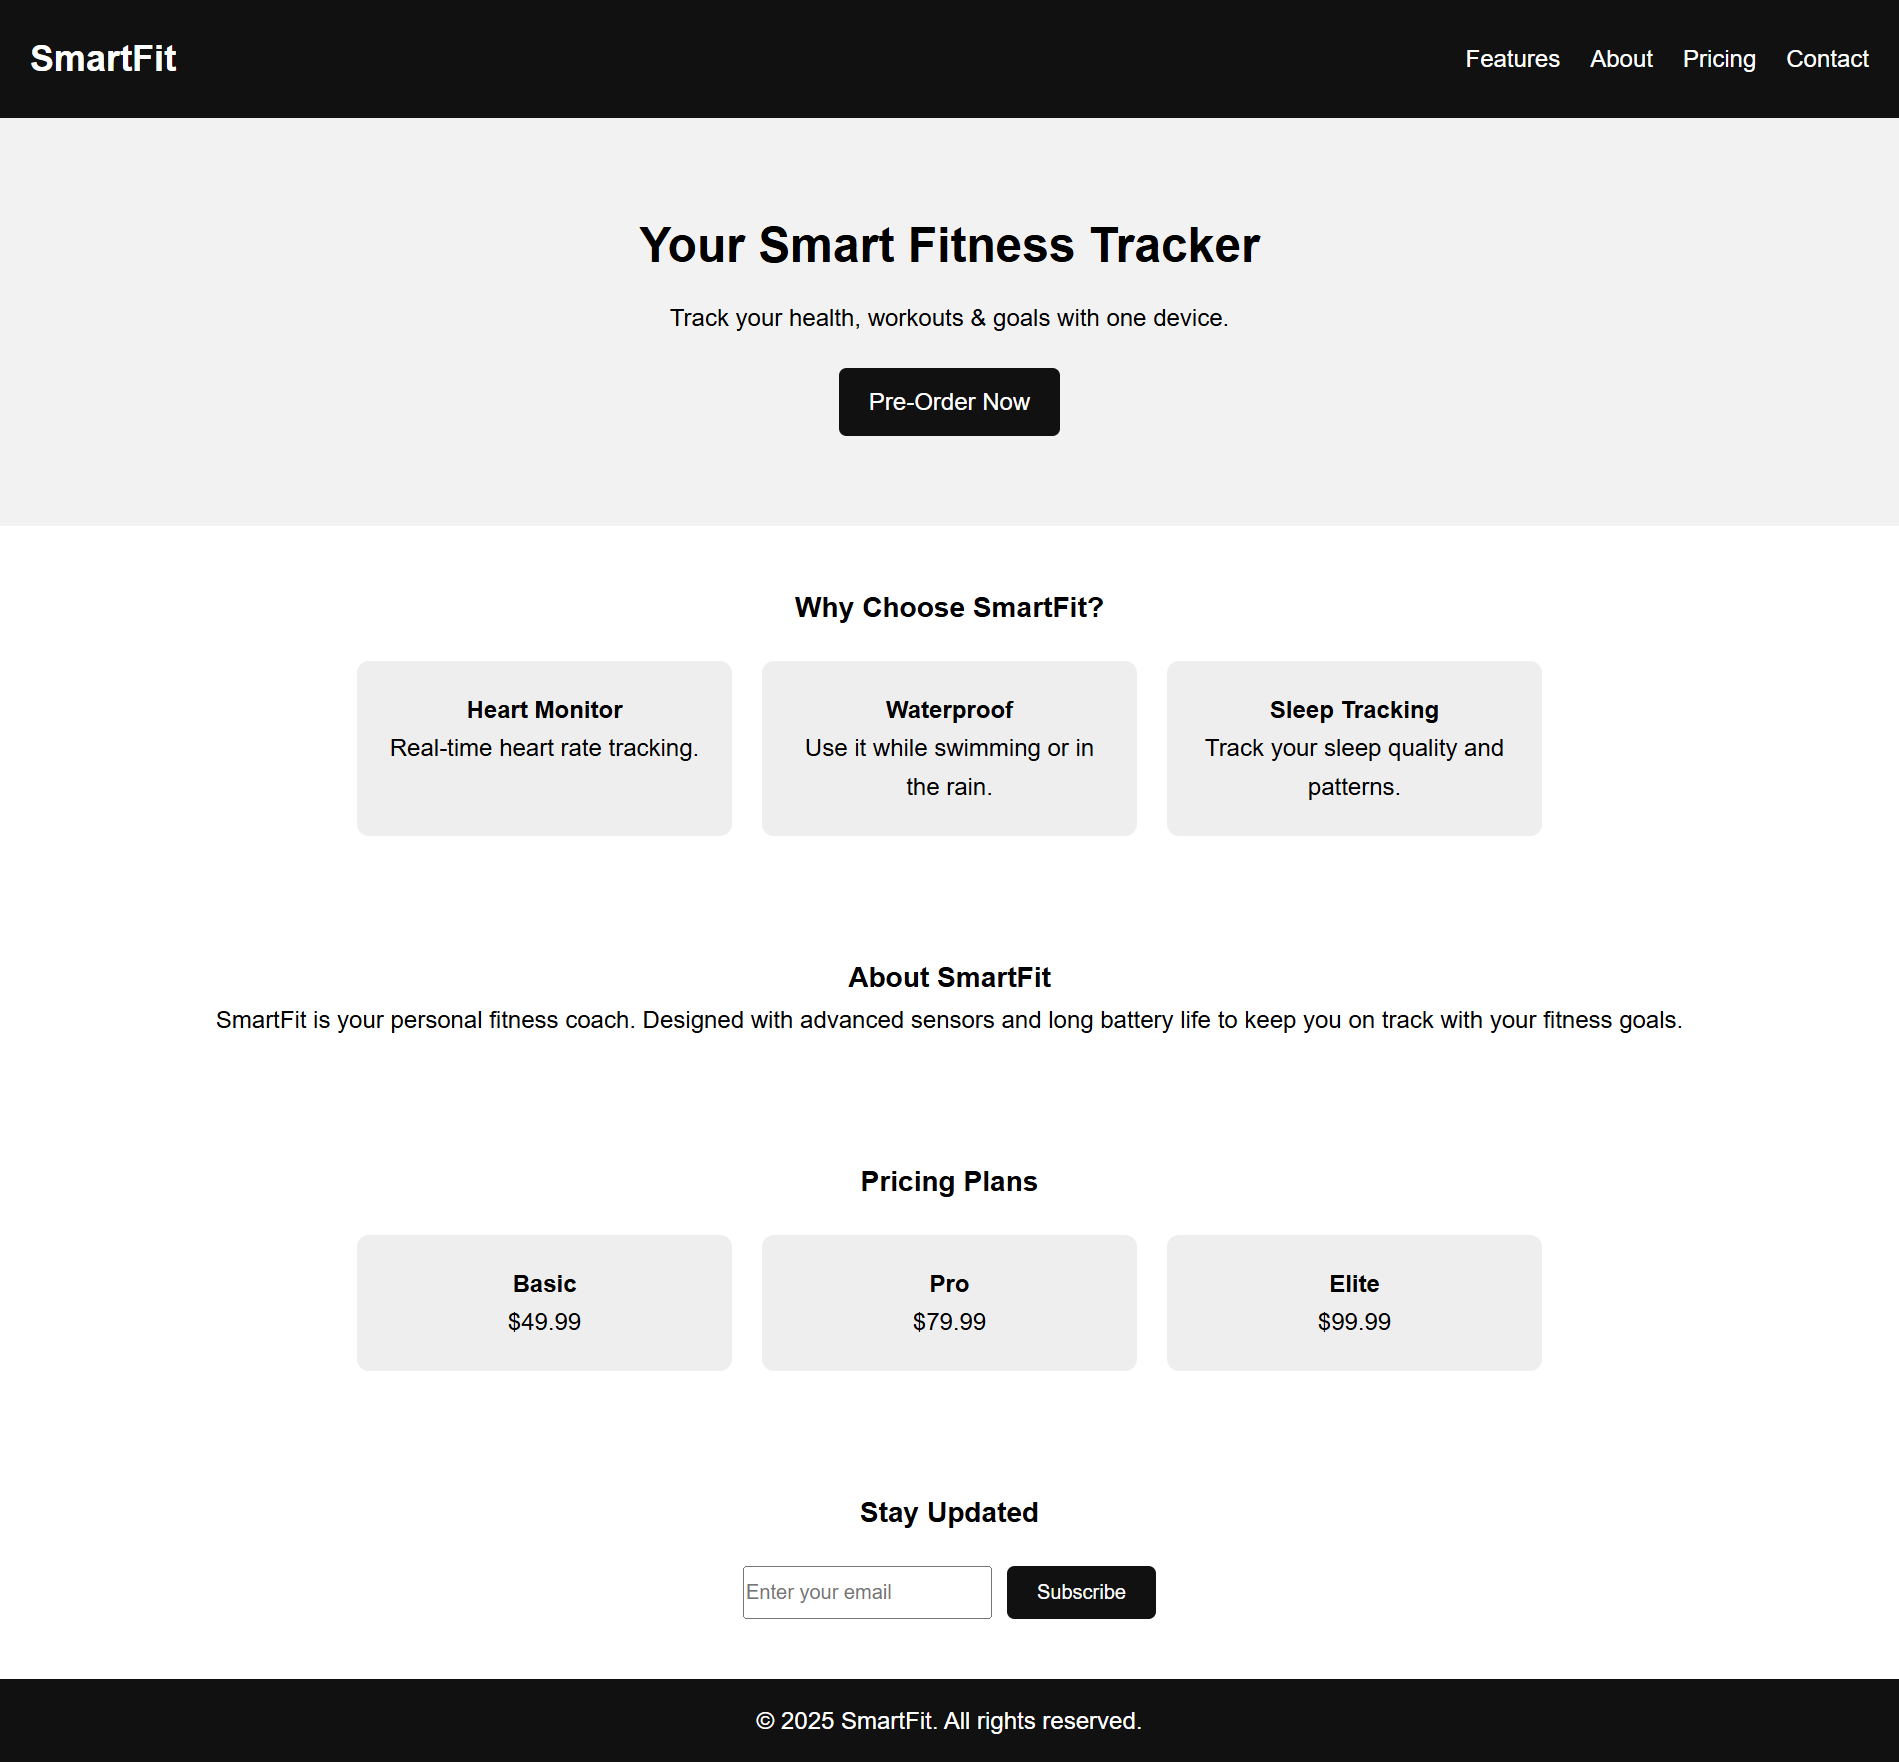 SmartFit
Features About Pricing Contact
Your Smart Fitness Tracker
Track your health, workouts & goals with one device.
Pre-Order Now
Why Choose SmartFit?
Heart Monitor
Real-time heart rate tracking.
Waterproof
Use it while swimming or in
the rain.
Sleep Tracking
Track your sleep quality and
patterns.
About SmartFit
SmartFit is your personal fitness coach. Designed with advanced sensors and long battery life to keep you on track with your fitness goals.
Pricing Plans
Basic
$49.99
Pro
$79.99
Elite
$99.99
Stay Updated
Enter your email
Subscribe
© 2025 SmartFit. All rights reserved.